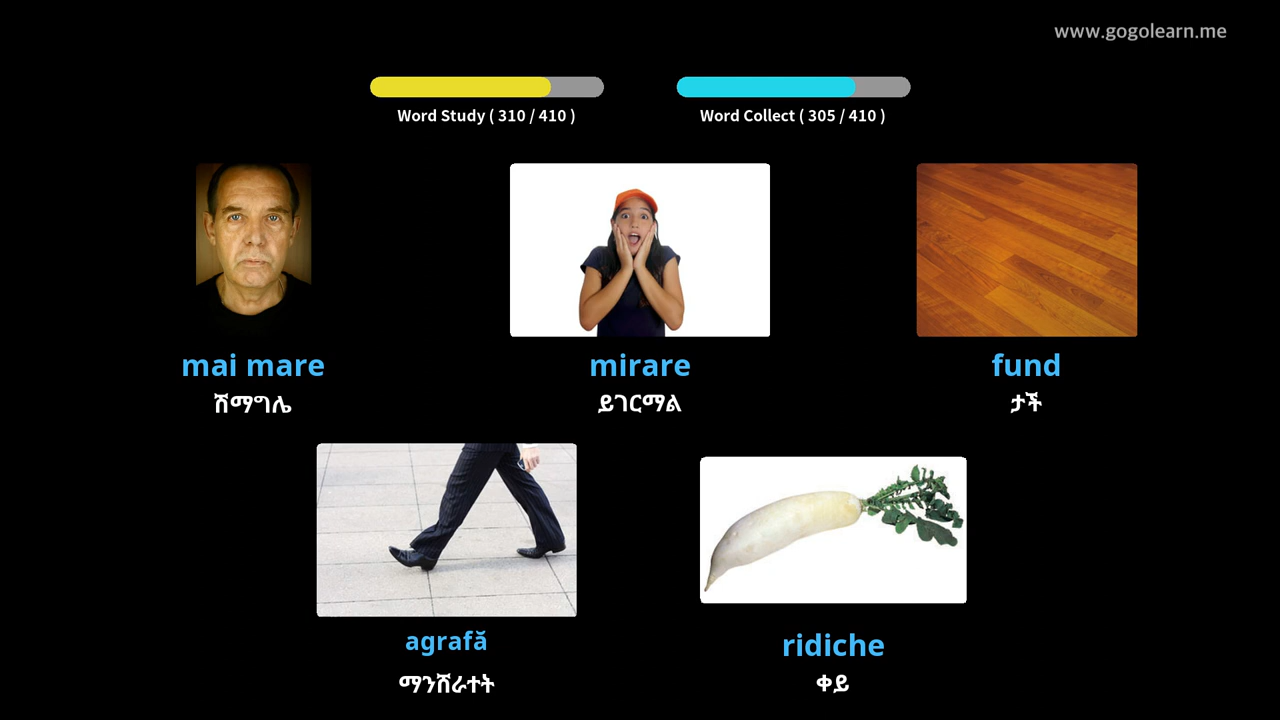 www.gogolearn.me
Word Study ( 310 / 410 )
Word Collect ( 305 / 410 )
mai mare
ሽማግሌ
mirare
ይገርማል
fund
ታች
agrafă
ማንሸራተት
ridiche
ቀይ